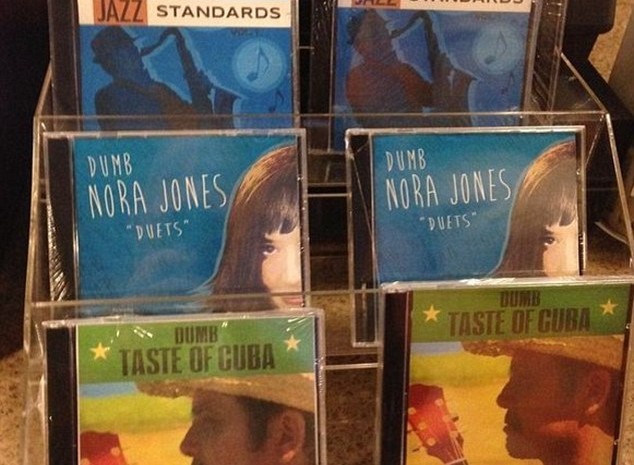 JAZZ STANDARDS
JAZZ STANDARDS
DUMB
NORA JONES
"DUETS"
DUMB
NORA JONES
"DUETS"
DUMB
TASTE OF CUBA
DUMB
TASTE OF CUBA